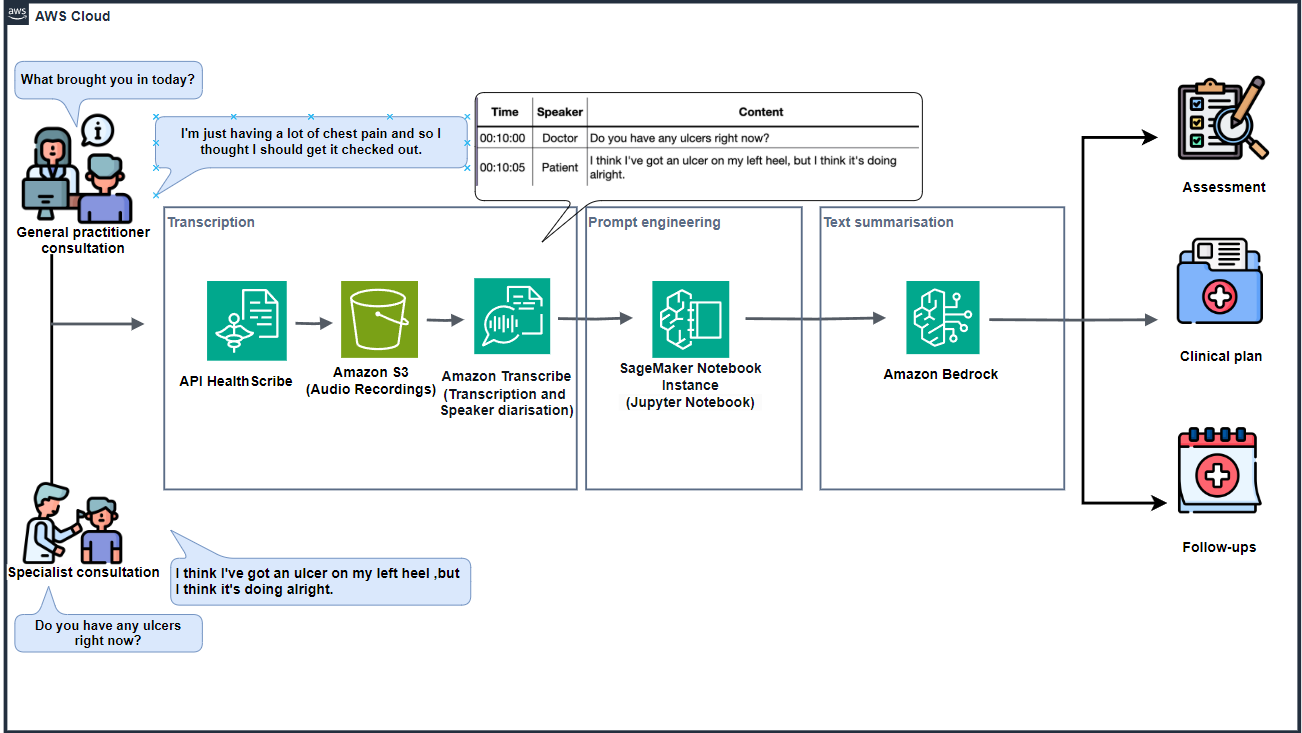 aws
AWS Cloud
What brought you in today?
I'm just having a lot of chest pain and so I
thought I should get it checked out.
Time Speaker Content
00:10:00 Doctor Do you have any ulcers right now?
00:10:05 Patient I think I've got an ulcer on my left heel, but I think it's doing
alright.
General practitioner
consultation
Transcription
Prompt engineering
Text summarisation
API HealthScribe
Amazon S3
(Audio Recordings)
Amazon Transcribe
(Transcription and
Speaker diarisation)
SageMaker Notebook
Instance
(Jupyter Notebook)
Amazon Bedrock
Assessment
Clinical plan
Follow-ups
Specialist consultation
I think I've got an ulcer on my left heel ,but
I think it's doing alright.
Do you have any ulcers
right now?